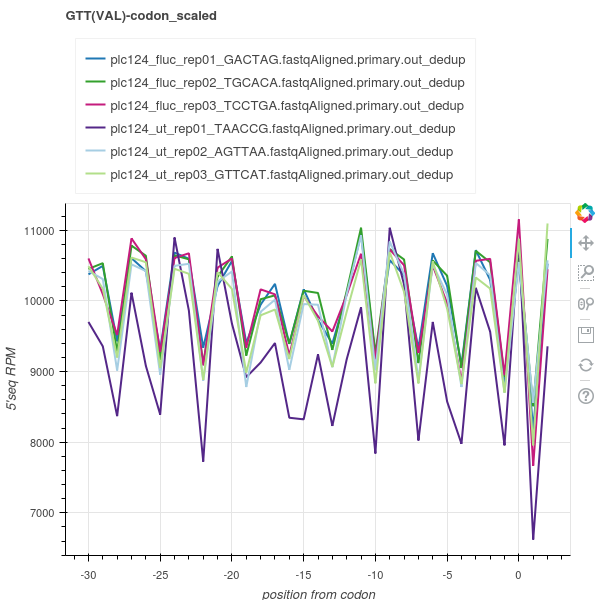 GTT(VAL)-codon_scaled
plc124_fluc_rep01_GACTAG.fastqAligned.primary.out_dedup
plc124_fluc_rep02_TGCACA.fastqAligned.primary.out_dedup
plc124_fluc_rep03_TCCTGA.fastqAligned.primary.out_dedup
plc124_ut_rep01_TAACCG.fastqAligned.primary.out_dedup
plc124_ut_rep02_AGTTAA.fastqAligned.primary.out_dedup
plc124_ut_rep03_GTTCAT.fastqAligned.primary.out_dedup
11000
10000
9000
8000
7000
5'seq RPM
-30 -25 -20 -15 -10 -5 0
position from codon